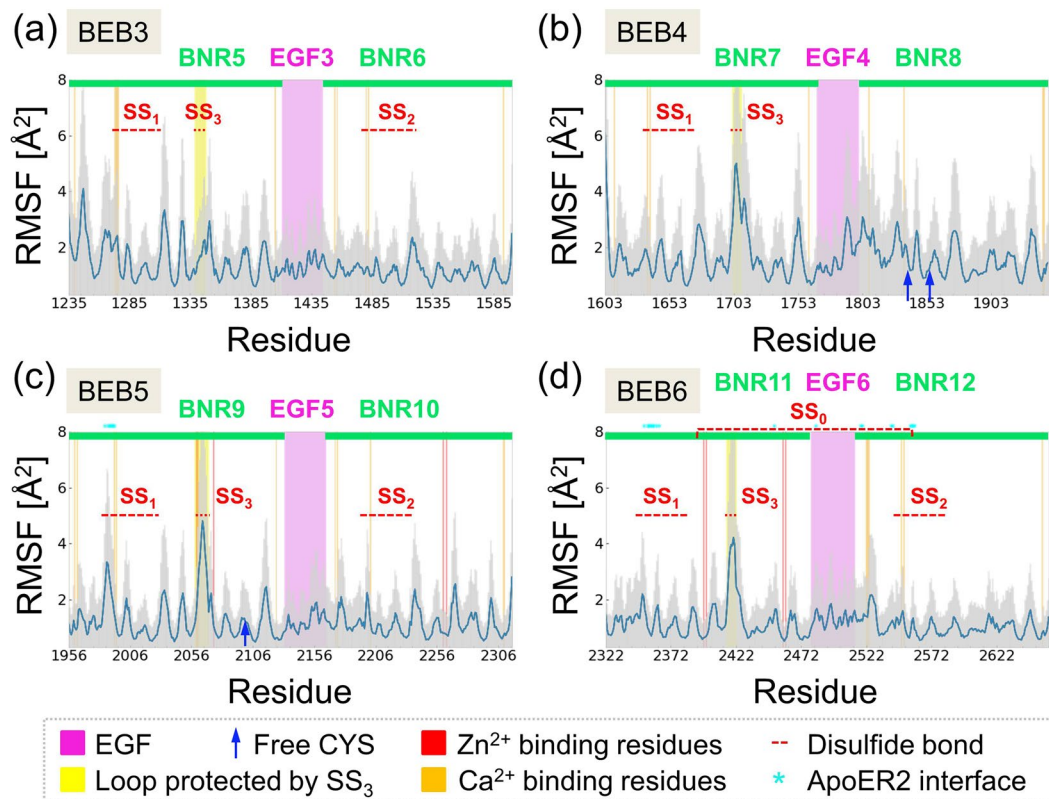 (a) BEB3
BNR5 EGF3 BNR6
8
SS1 SS3 SS2
6
4
2
RMSF [Å²]
1235 1285 1335 1385 1435 1485 1535 1585
Residue
(b) BEB4
BNR7 EGF4 BNR8
8
SS1 SS3
6
4
2
RMSF [Å²]
1603 1653 1703 1753 1803 1853 1903
Residue
(c) BEB5
BNR9 EGF5 BNR10
8
6
SS1 SS3 SS2
4
2
RMSF [Å²]
1956 2006 2056 2106 2156 2206 2256 2306
Residue
(d) BEB6
BNR11 EGF6 BNR12
SS0
8
6
SS1 SS3 SS2
4
2
RMSF [Å²]
2322 2372 2422 2472 2522 2572 2622
Residue
EGF Free CYS Zn²⁺ binding residues Disulfide bond
Loop protected by SS3 Ca²⁺ binding residues * ApoER2 interface